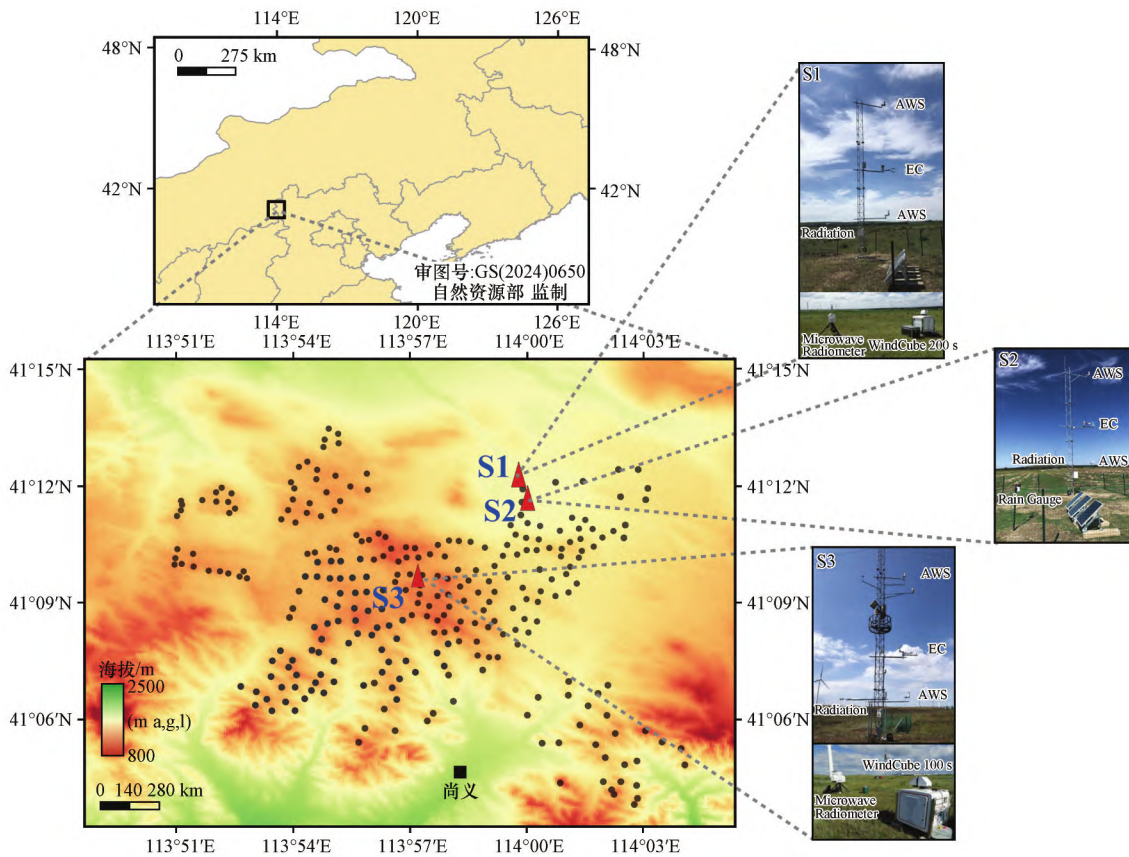 114°E 120°E 126°E
48°N 48°N
0 275 km
42°N 42°N
审图号:GS(2024)0650
自然资源部 监制
114°E 120°E 126°E
113°51′E 113°54′E 113°57′E 114°00′E 114°03′E
41°15′N 41°15′N
S1
41°12′N 41°12′N
S2
41°09′N 41°09′N
S3
海拔/m
2500
(m a,g,l)
800
41°06′N 41°06′N
0 140 280 km
尚义
113°51′E 113°54′E 113°57′E 114°00′E 114°03′E
S1
AWS
EC
AWS
Radiation
Microwave
Radiometer
WindCube 200 s
S2
AWS
EC
Radiation
AWS
Rain Gauge
S3
AWS
EC
AWS
Radiation
WindCube 100 s
Microwave
Radiometer